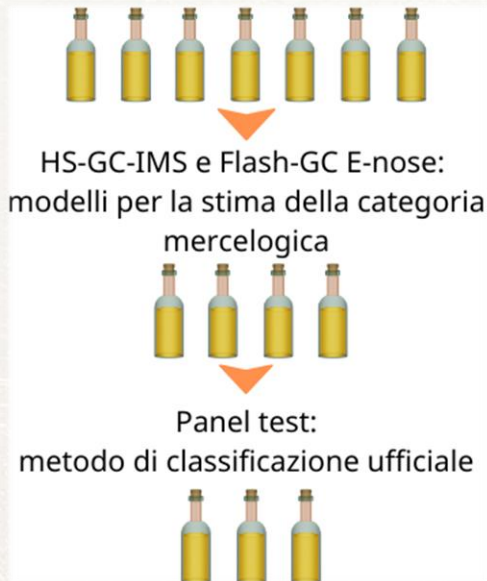 HS-GC-IMS e Flash-GC E-nose:
modelli per la stima della categoria
mercelogica
Panel test:
metodo di classificazione ufficiale